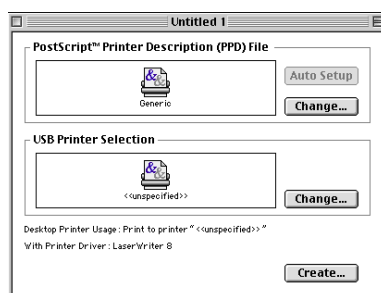 Untitled 1
PostScript™ Printer Description (PPD) File
Auto Setup
Generic
Change...
USB Printer Selection
<<unspecified>>
Change...
Desktop Printer Usage : Print to printer “<<unspecified>>”
With Printer Driver : LaserWriter 8
Create...